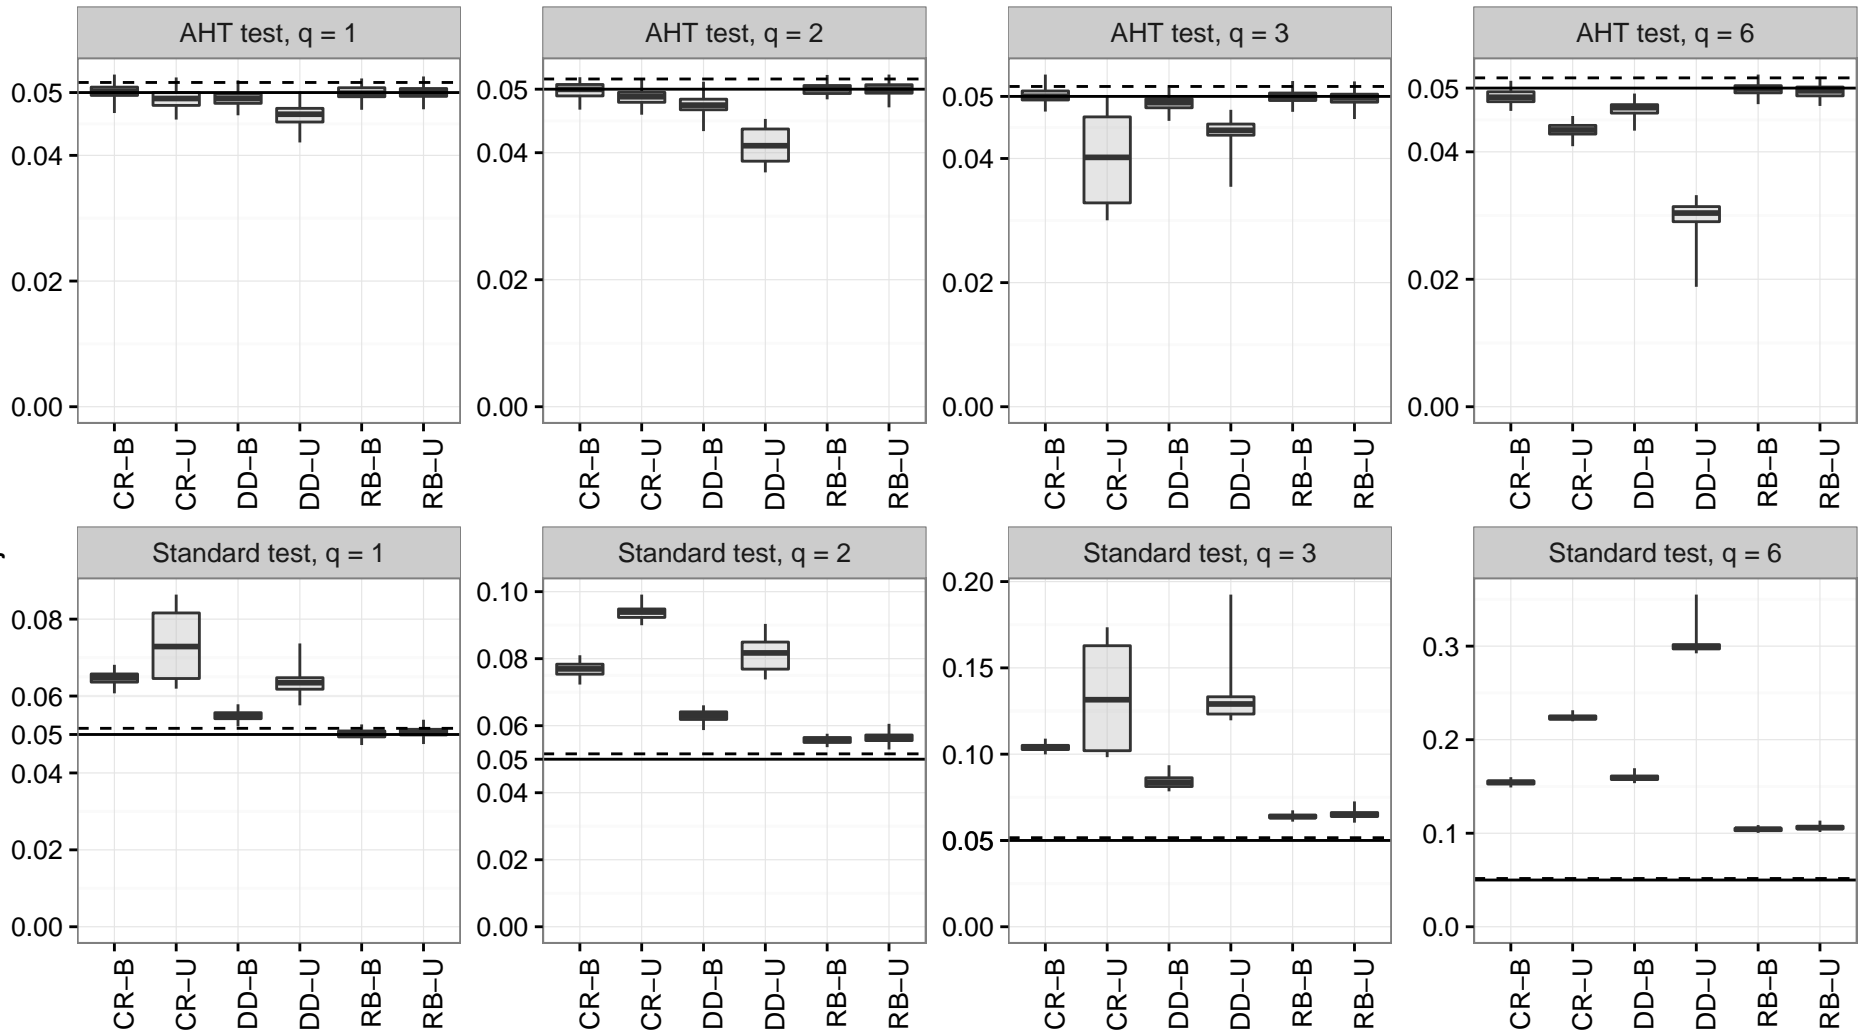 AHT test, q = 1
AHT test, q = 2
AHT test, q = 3
AHT test, q = 6
0.05
0.04
0.02
0.00
0.05
0.04
0.02
0.00
0.05
0.04
0.02
0.00
0.05
0.04
0.02
0.00
CR−B
CR−U
DD−B
DD−U
RB−B
RB−U
CR−B
CR−U
DD−B
DD−U
RB−B
RB−U
CR−B
CR−U
DD−B
DD−U
RB−B
RB−U
CR−B
CR−U
DD−B
DD−U
RB−B
RB−U
Standard test, q = 1
Standard test, q = 2
Standard test, q = 3
Standard test, q = 6
0.08
0.06
0.05
0.04
0.02
0.00
0.10
0.08
0.06
0.05
0.04
0.02
0.00
0.20
0.15
0.10
0.05
0.00
0.3
0.2
0.1
0.0
CR−B
CR−U
DD−B
DD−U
RB−B
RB−U
CR−B
CR−U
DD−B
DD−U
RB−B
RB−U
CR−B
CR−U
DD−B
DD−U
RB−B
RB−U
CR−B
CR−U
DD−B
DD−U
RB−B
RB−U